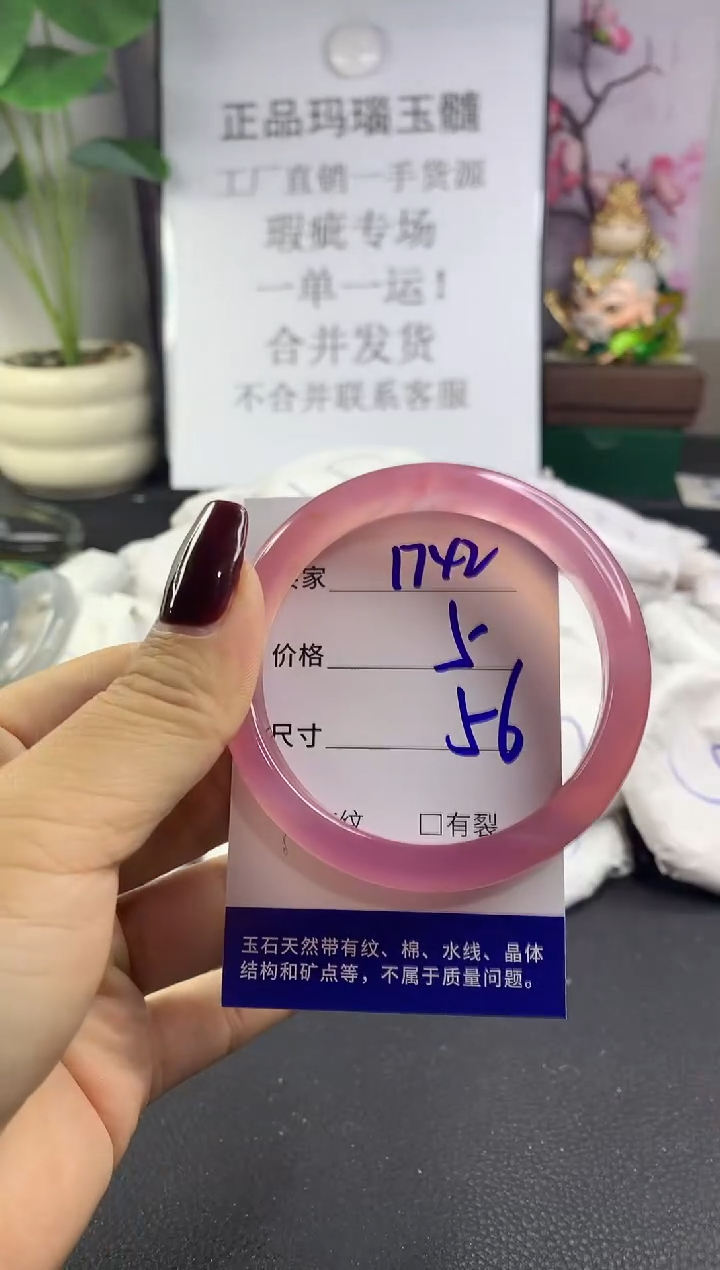 正品玛瑙玉髓
工厂直销一手货源
瑕疵专场
一单一运！
合并发货
不合并联系客服
家 1742
价格 5
尺寸 56
纹 □有裂
玉石天然带有纹、棉、水线、晶体
结构和矿点等，不属于质量问题。